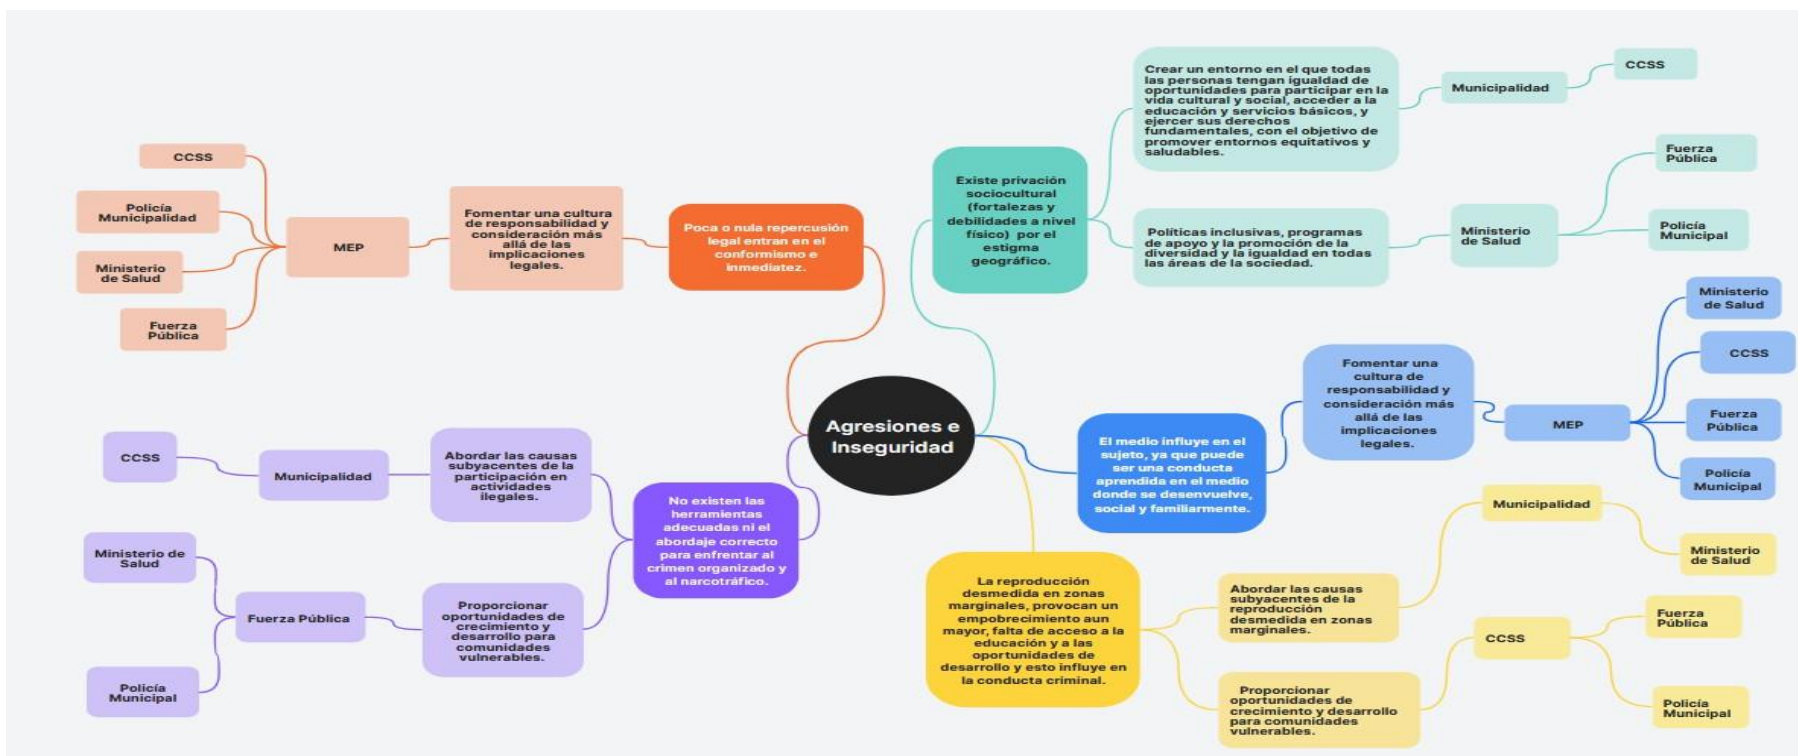 Agresiones e
Inseguridad
Poca o nula repercusión
legal entran en el
conformismo e
inmediatez.
Fomentar una cultura
de responsabilidad y
consideración más
allá de las
implicaciones
legales.
MEP
CCSS
Policía
Municipalidad
Ministerio
de Salud
Fuerza
Pública
No existen las
herramientas
adecuadas ni el
abordaje correcto
para enfrentar al
crimen organizado y
al narcotráfico.
Abordar las causas
subyacentes de la
participación en
actividades
ilegales.
Municipalidad
CCSS
Proporcionar
oportunidades de
crecimiento y
desarrollo para
comunidades
vulnerables.
Fuerza Pública
Ministerio de
Salud
Policía
Municipal
Existe privación
sociocultural
(fortalezas y
debilidades a nivel
físico) por el
estigma
geográfico.
Crear un entorno en el que todas
las personas tengan igualdad de
oportunidades para participar en la
vida cultural y social, acceder a la
educación y servicios básicos, y
ejercer sus derechos
fundamentales, con el objetivo de
promover entornos equitativos y
saludables.
Municipalidad
CCSS
Políticas inclusivas, programas
de apoyo y la promoción de la
diversidad y la igualdad en todas
las áreas de la sociedad.
Ministerio
de Salud
Fuerza
Pública
Policía
Municipal
El medio influye en el
sujeto, ya que puede
ser una conducta
aprendida en el medio
donde se desenvuelve,
social y familiarmente.
Fomentar una
cultura de
responsabilidad y
consideración más
allá de las
implicaciones
legales.
MEP
Ministerio
de Salud
CCSS
Fuerza
Pública
Policía
Municipal
La reproducción
desmedida en zonas
marginales, provocan un
empobrecimiento aun
mayor, falta de acceso a la
educación y a las
oportunidades de
desarrollo y esto influye en
la conducta criminal.
Abordar las causas
subyacentes de la
reproducción
desmedida en zonas
marginales.
Municipalidad
Ministerio
de Salud
Proporcionar
oportunidades de
crecimiento y desarrollo
para comunidades
vulnerables.
CCSS
Fuerza
Pública
Policía
Municipal